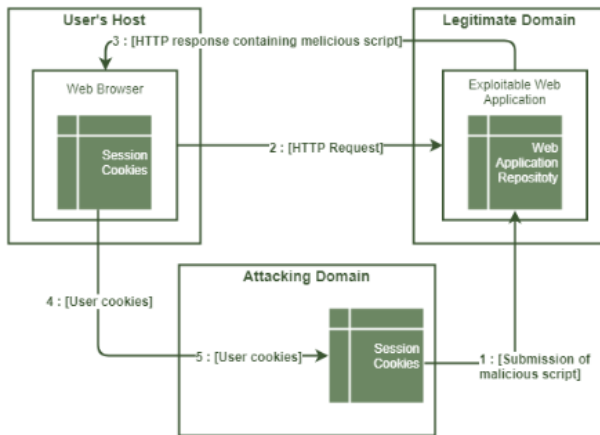 User's Host
Legitimate Domain
3 : [HTTP response containing melicious script]
Web Browser
Exploitable Web
Application
Session
Cookies
2 : [HTTP Request]
Web
Application
Repositoty
Attacking Domain
4 : [User cookies]
5 : [User cookies]
Session
Cookies
1 : [Submission of
malicious script]